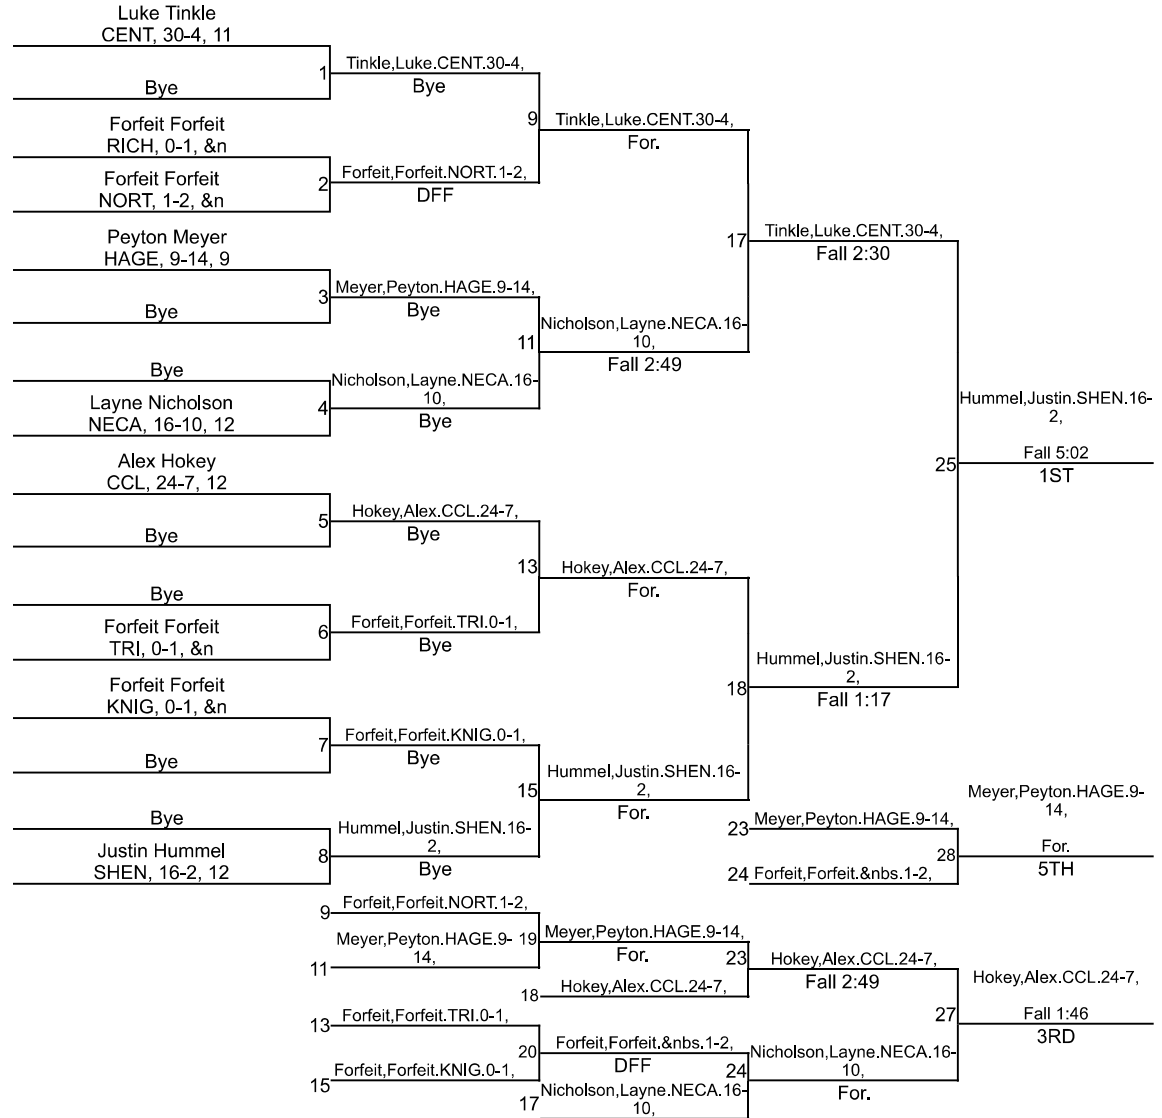 Luke Tinkle
CENT, 30-4, 11
1
Tinkle,Luke.CENT.30-4,
Bye
Bye
9
Tinkle,Luke.CENT.30-4,
For.
Forfeit Forfeit
RICH, 0-1, &n
2
Forfeit,Forfeit.NORT.1-2,
DFF
Forfeit Forfeit
NORT, 1-2, &n
17
Tinkle,Luke.CENT.30-4,
Fall 2:30
Peyton Meyer
HAGE, 9-14, 9
3
Meyer,Peyton.HAGE.9-14,
Bye
Bye
11
Nicholson,Layne.NECA.16-
10,
Fall 2:49
Bye
4
Nicholson,Layne.NECA.16-
10,
Bye
Layne Nicholson
NECA, 16-10, 12
25
Hummel,Justin.SHEN.16-
2,
Fall 5:02
1ST
Alex Hokey
CCL, 24-7, 12
5
Hokey,Alex.CCL.24-7,
Bye
Bye
13
Hokey,Alex.CCL.24-7,
For.
Bye
6
Forfeit,Forfeit.TRI.0-1,
Bye
Forfeit Forfeit
TRI, 0-1, &n
18
Hummel,Justin.SHEN.16-
2,
Fall 1:17
Forfeit Forfeit
KNIG, 0-1, &n
7
Forfeit,Forfeit.KNIG.0-1,
Bye
Bye
15
Hummel,Justin.SHEN.16-
2,
For.
Bye
8
Hummel,Justin.SHEN.16-
2,
Bye
Justin Hummel
SHEN, 16-2, 12
23
Meyer,Peyton.HAGE.9-14,
28
Meyer,Peyton.HAGE.9-
14,
For.
5TH
24
Forfeit,Forfeit.&nbs.1-2,
9
Forfeit,Forfeit.NORT.1-2,
19
Meyer,Peyton.HAGE.9-14,
For.
11
Meyer,Peyton.HAGE.9-
14,
23
Hokey,Alex.CCL.24-7,
Fall 2:49
18
Hokey,Alex.CCL.24-7,
27
Hokey,Alex.CCL.24-7,
Fall 1:46
3RD
13
Forfeit,Forfeit.TRI.0-1,
20
Forfeit,Forfeit.&nbs.1-2,
DFF
15
Forfeit,Forfeit.KNIG.0-1,
24
Nicholson,Layne.NECA.16-
10,
For.
17
Nicholson,Layne.NECA.16-
10,